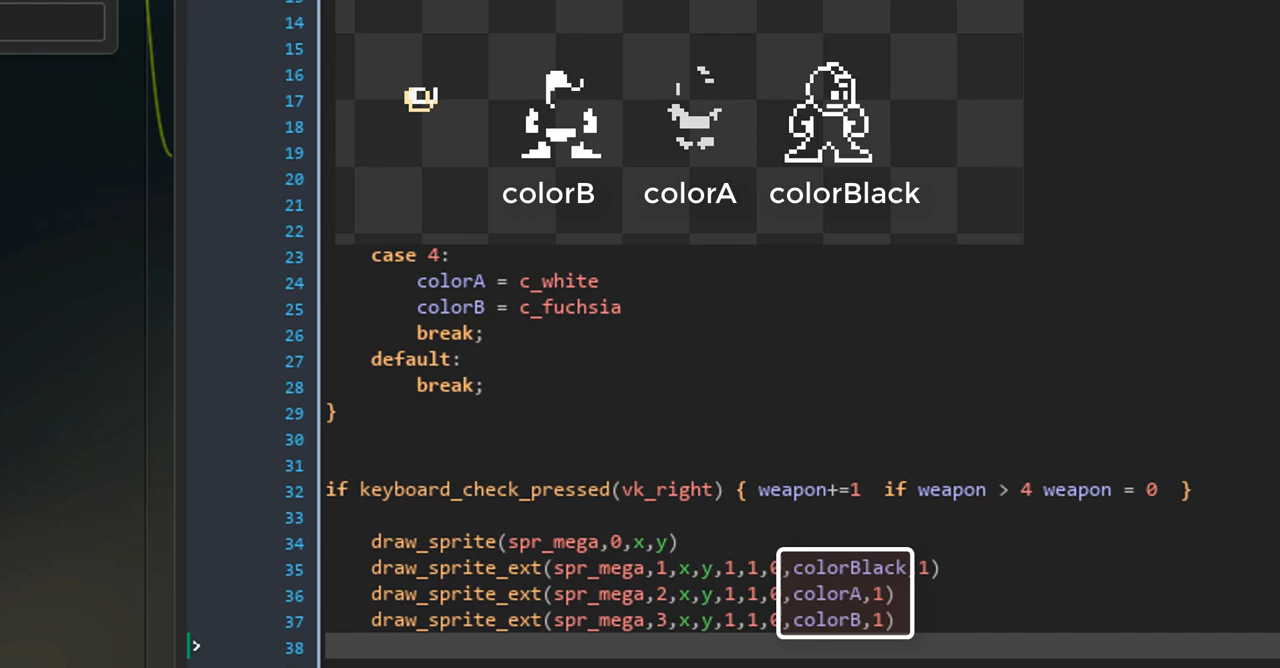 13
14
15
16
17
18
19
20
21
22
colorB colorA colorBlack
23 case 4:
24 colorA = c_white
25 colorB = c_fuchsia
26 break;
27 default:
28 break;
29 }
30
31
32 if keyboard_check_pressed(vk_right) { weapon+=1 if weapon > 4 weapon = 0 }
33
34 draw_sprite(spr_mega,0,x,y)
35 draw_sprite_ext(spr_mega,1,x,y,1,1,0,colorBlack,1)
36 draw_sprite_ext(spr_mega,2,x,y,1,1,0,colorA,1)
37 draw_sprite_ext(spr_mega,3,x,y,1,1,0,colorB,1)
38